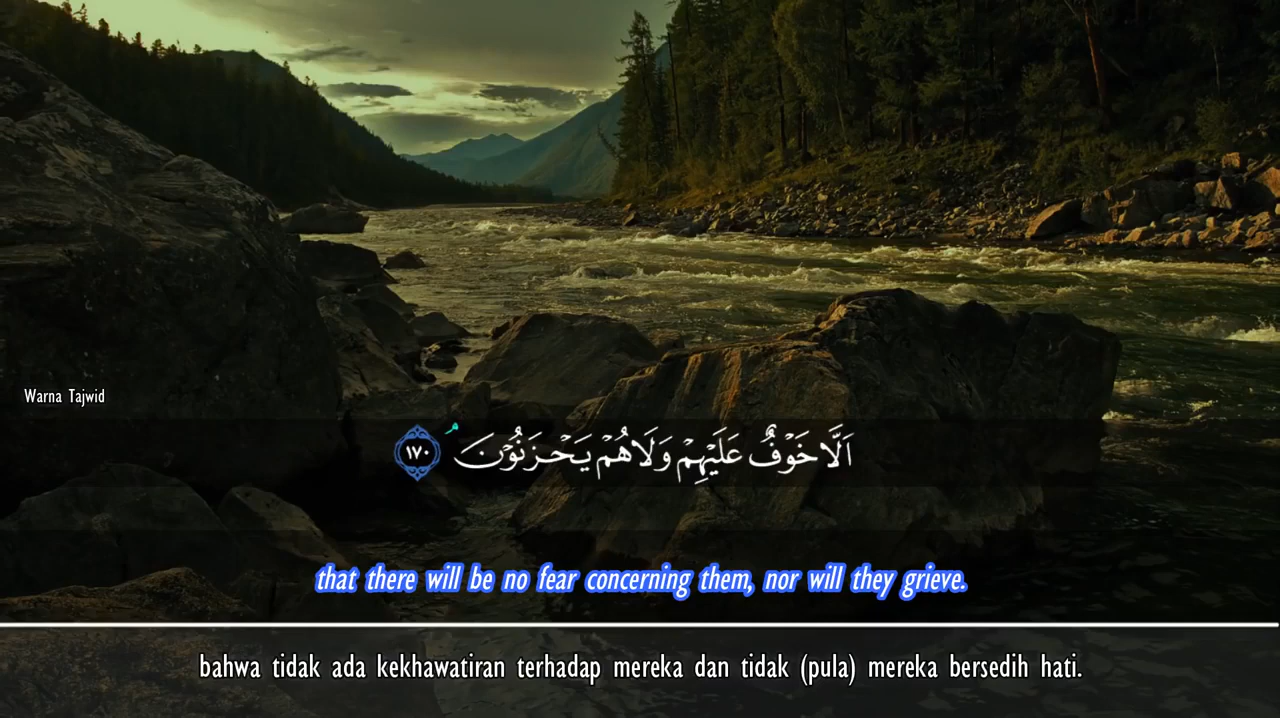 Warna Tajwid
اَلَّا خَوْفٌ عَلَيْهِمْ وَلَا هُمْ يَحْزَنُوْنَۘ ١٧٠
that there will be no fear concerning them, nor will they grieve.
bahwa tidak ada kekhawatiran terhadap mereka dan tidak (pula) mereka bersedih hati.